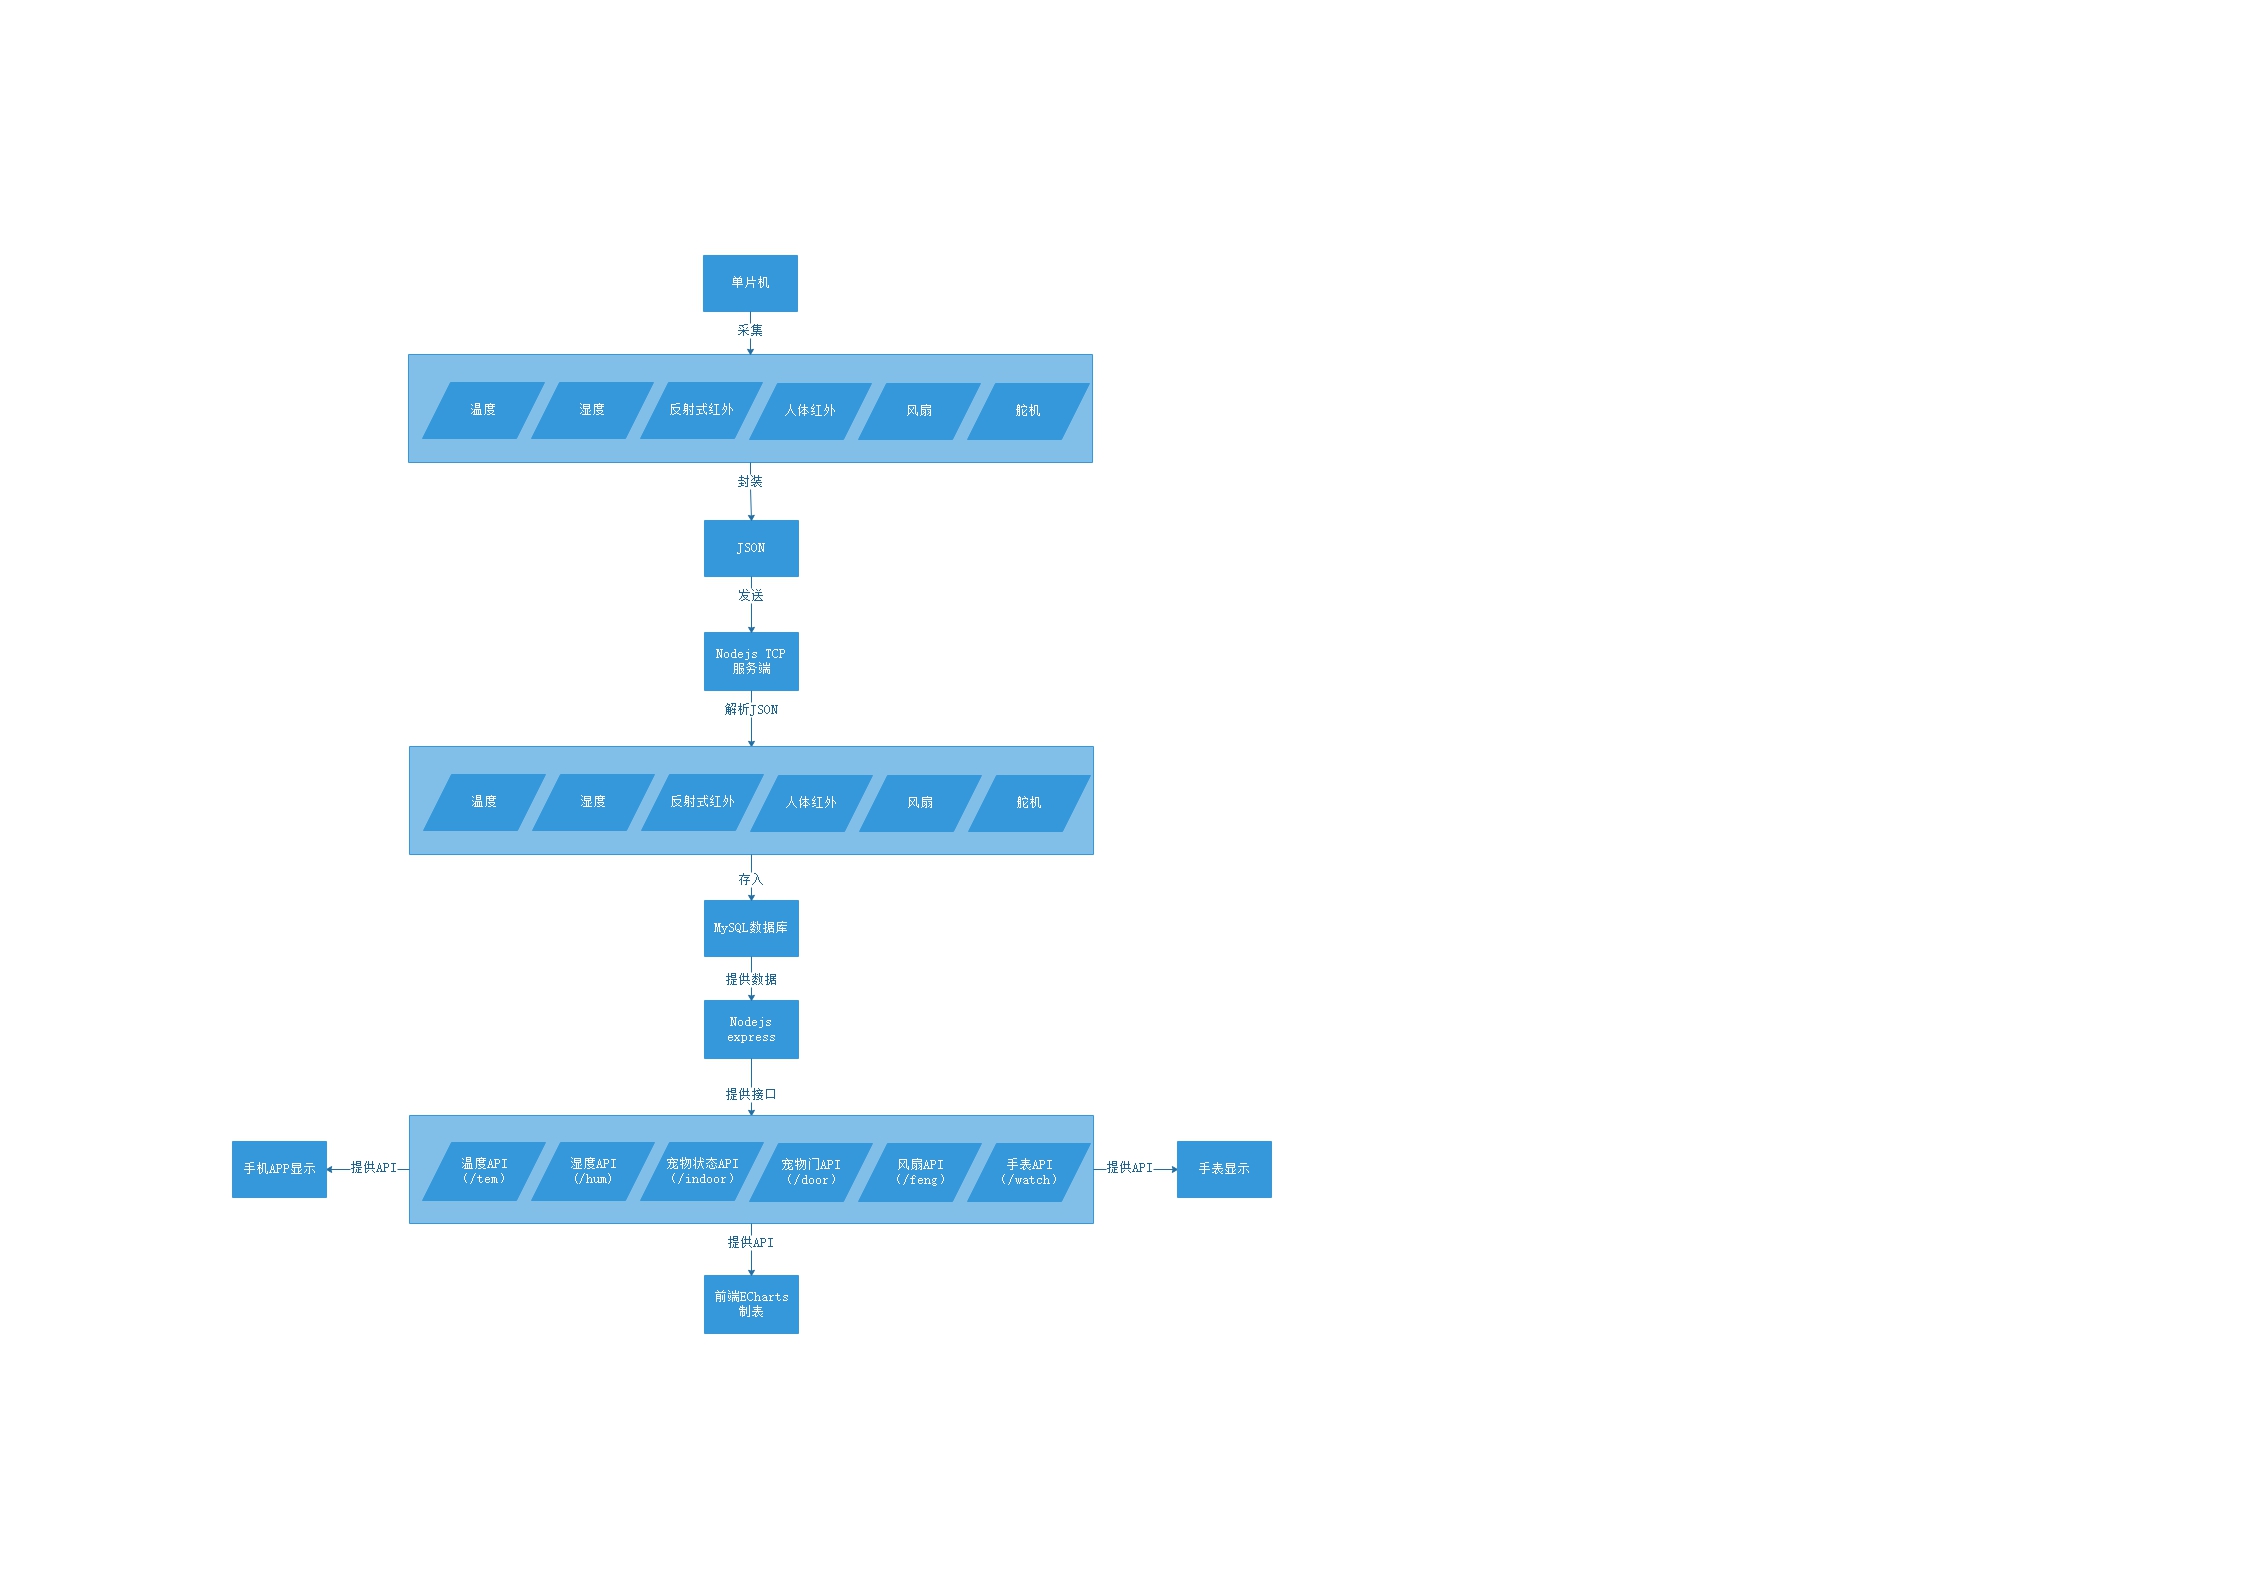 单片机
采集
温度
湿度
反射式红外
人体红外
风扇
舵机
封装
JSON
发送
Nodejs TCP
服务端
解析JSON
温度
湿度
反射式红外
人体红外
风扇
舵机
存入
MySQL数据库
提供数据
Nodejs
express
提供接口
手机APP显示
提供API
温度API
（/tem）
湿度API
（/hum）
宠物状态API
（/indoor）
宠物门API
（/door）
风扇API
（/feng）
手表API
（/watch）
提供API
手表显示
提供API
前端ECharts
制表